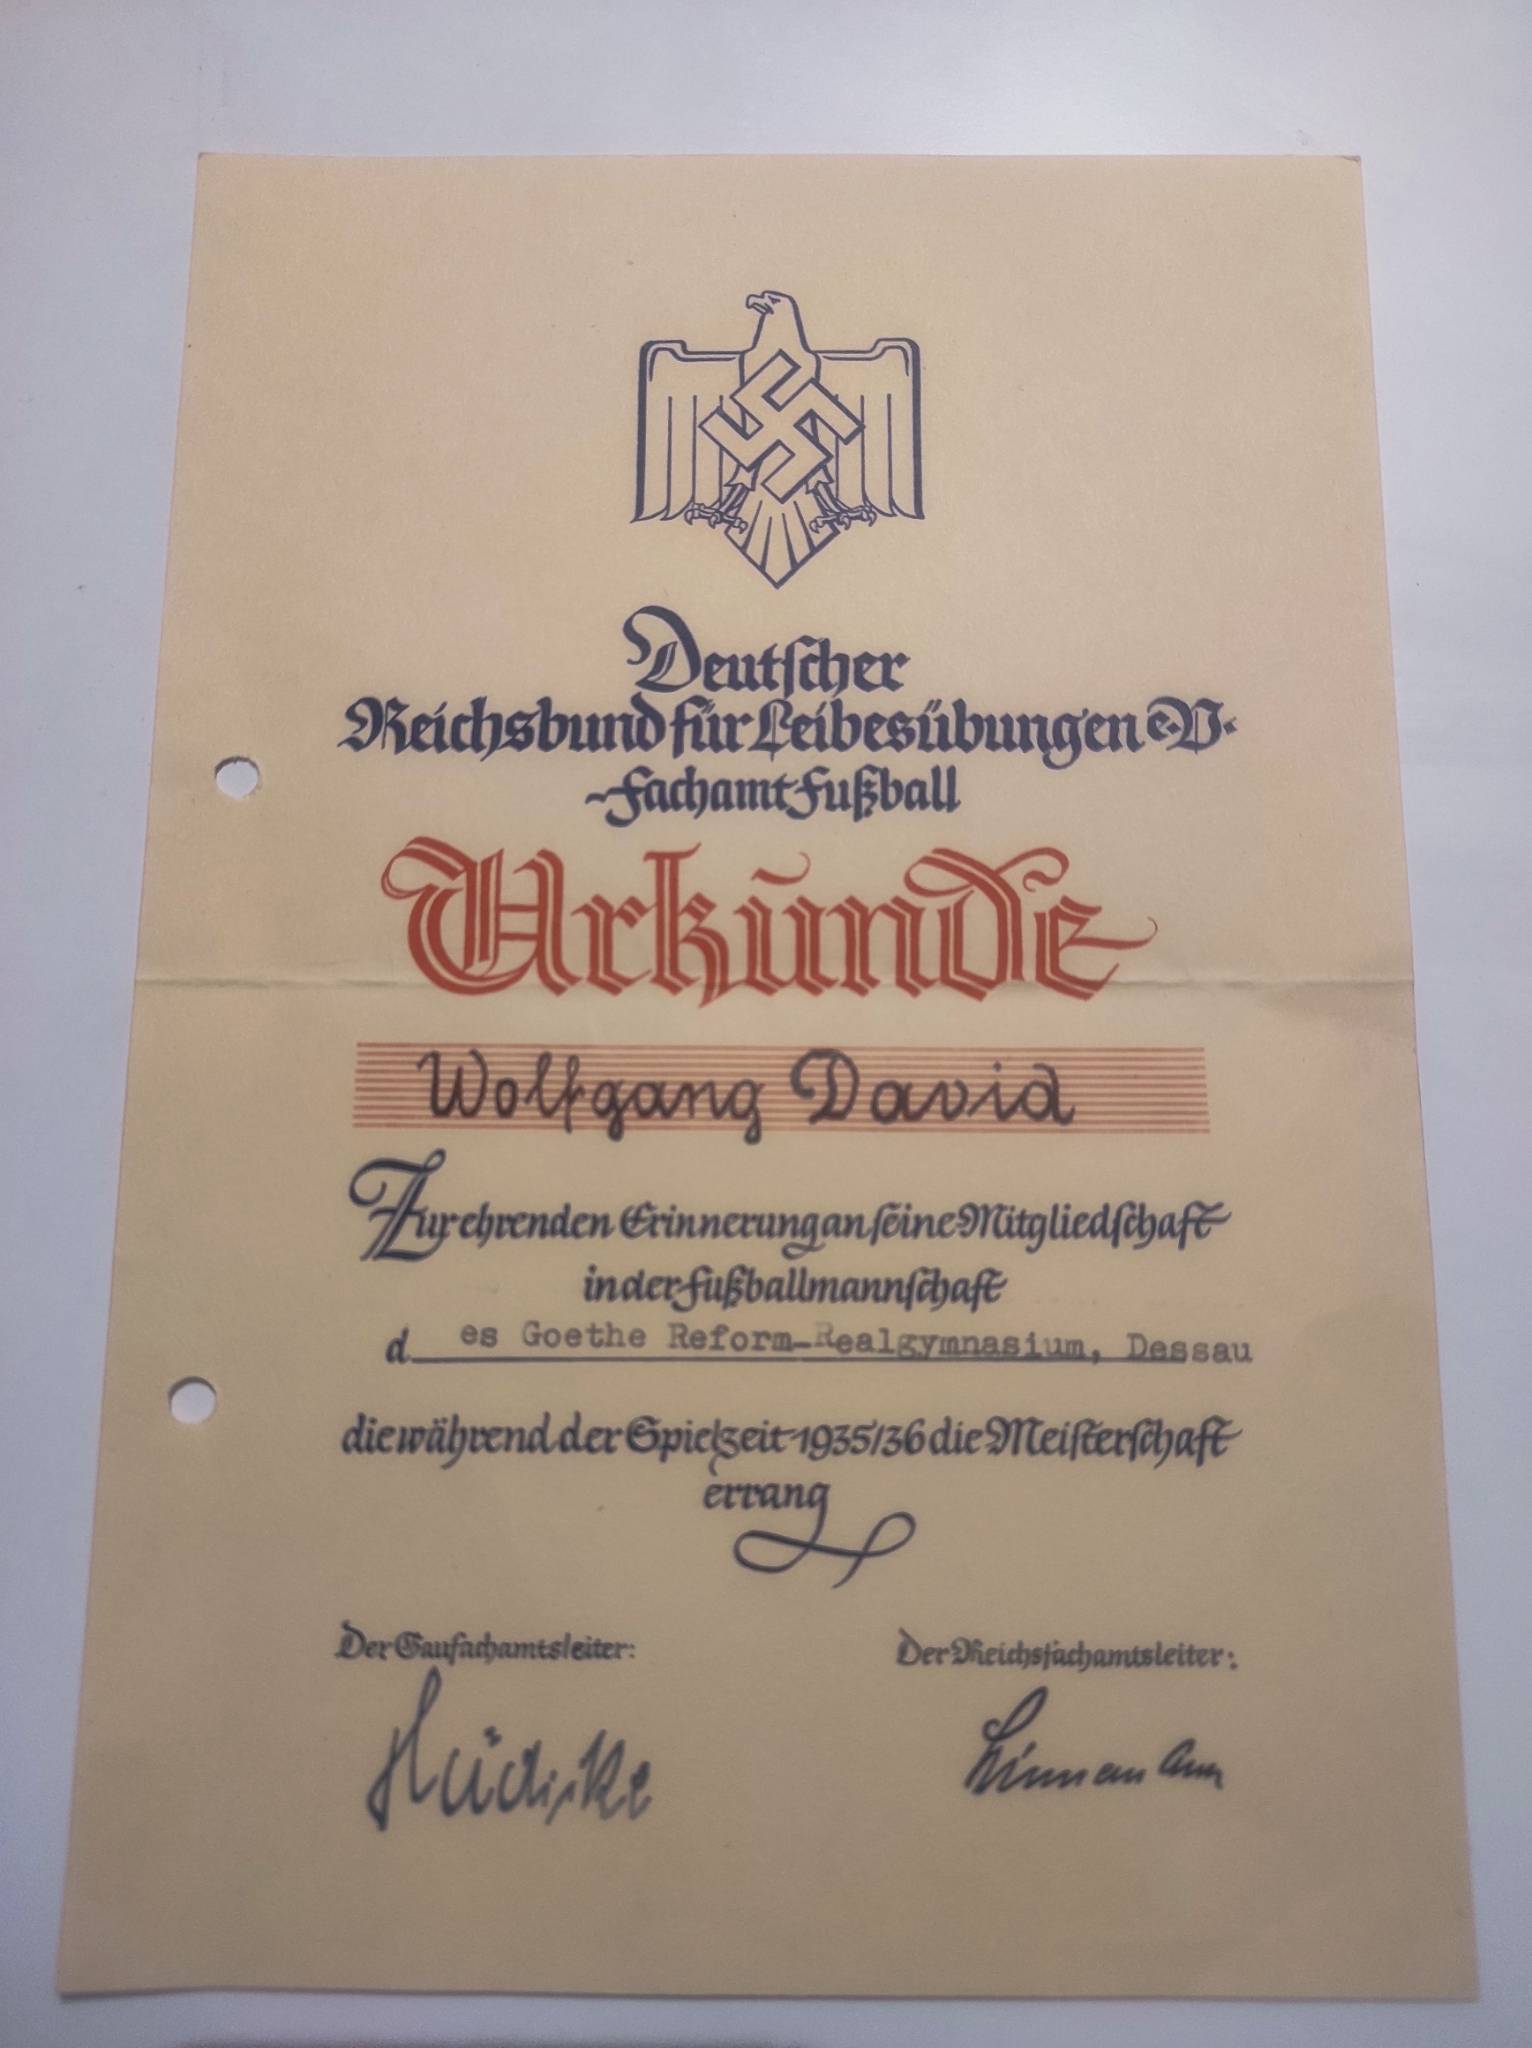 Deutscher
Reichsbund für Leibesübungen e.V.
-Fachamt Fußball
Urkunde
Wolfgang David
Zur ehrenden Erinnerung an seine Mitgliedschaft
in der Fußballmannschaft
d es Goethe Reform-Realgymnasium, Dessau
die während der Spielzeit 1935/36 die Meisterschaft
errang
Der Gaufachamtsleiter:
Der Reichsfachamtsleiter:
Linnemann